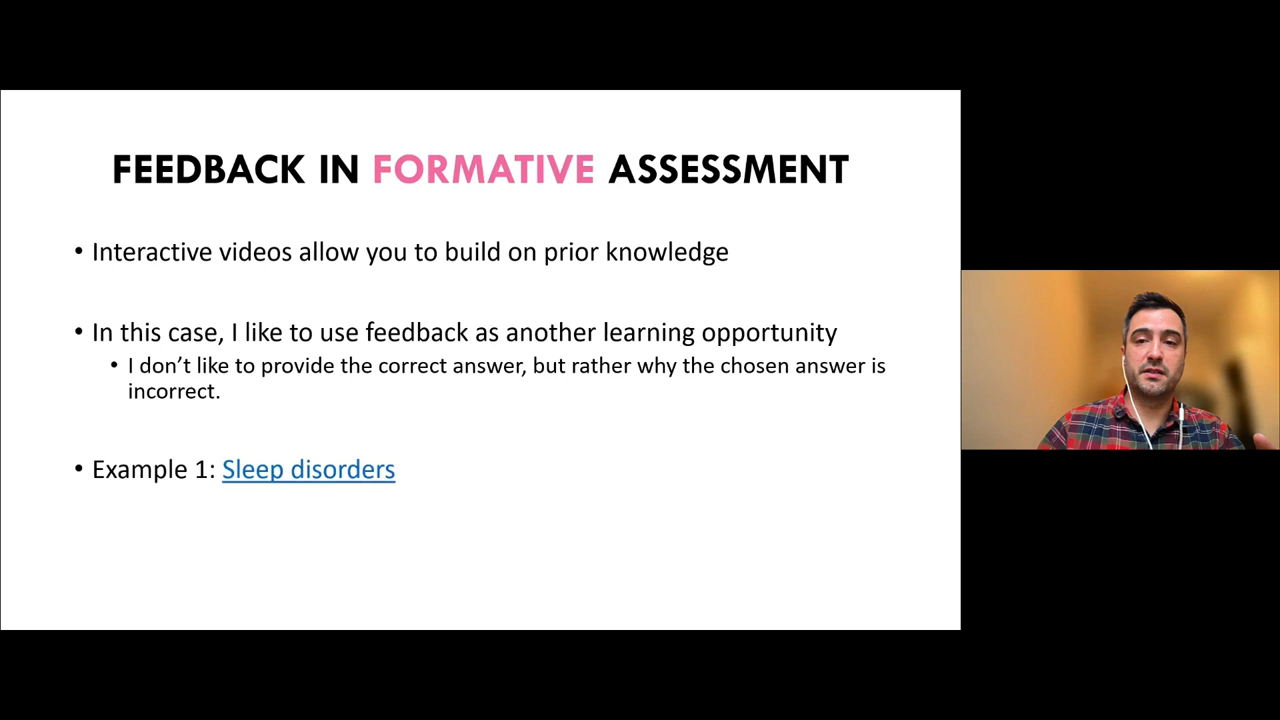 FEEDBACK IN FORMATIVE ASSESSMENT
• Interactive videos allow you to build on prior knowledge
• In this case, I like to use feedback as another learning opportunity
• I don’t like to provide the correct answer, but rather why the chosen answer is
incorrect.
• Example 1: Sleep disorders